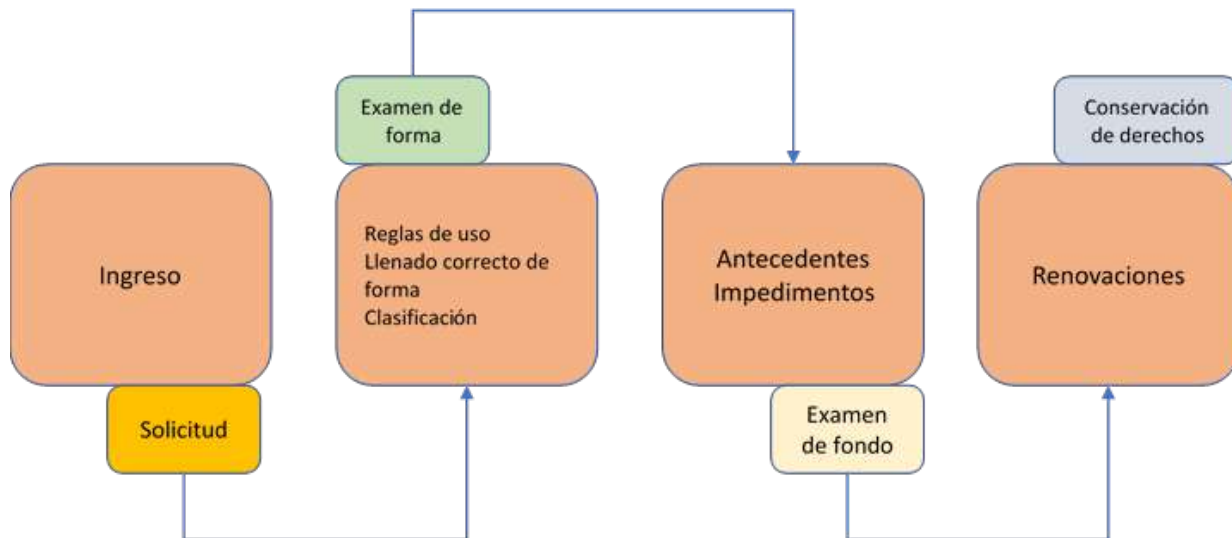 Ingreso
Solicitud
Examen de
forma
Reglas de uso
Llenado correcto de
forma
Clasificación
Antecedentes
Impedimentos
Examen
de fondo
Conservación
de derechos
Renovaciones